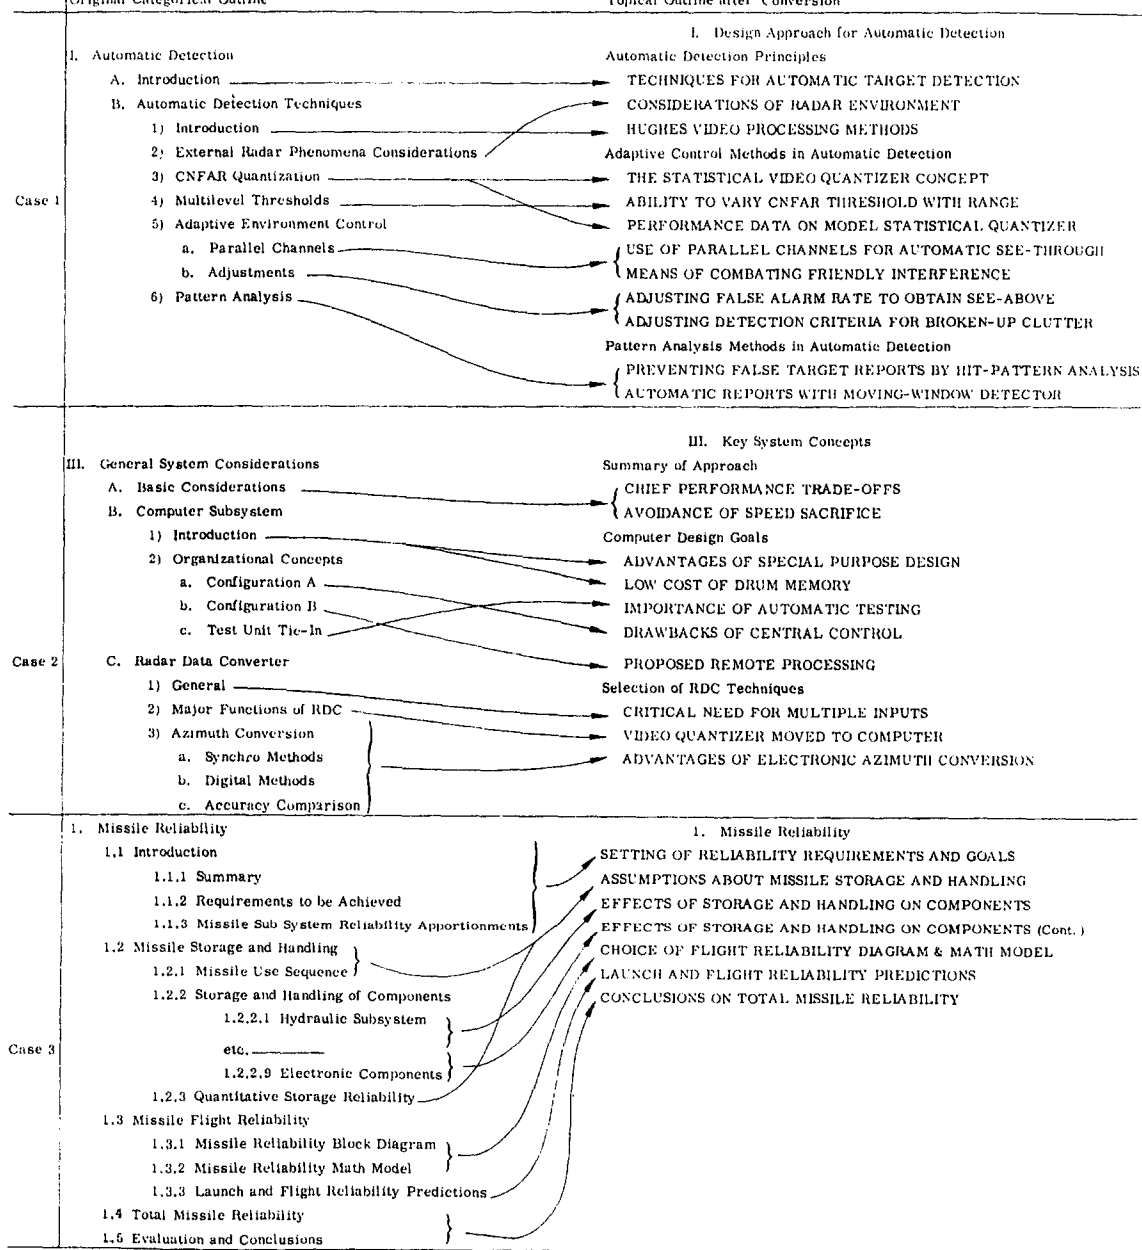 Original Categorical Outline
Topical Outline after Conversion
Case 1
I. Automatic Detection
A. Introduction
B. Automatic Detection Techniques
1) Introduction
2) External Radar Phenomena Considerations
3) CNFAR Quantization
4) Multilevel Thresholds
5) Adaptive Environment Control
a. Parallel Channels
b. Adjustments
6) Pattern Analysis
I. Design Approach for Automatic Detection
Automatic Detection Principles
TECHNIQUES FOR AUTOMATIC TARGET DETECTION
CONSIDERATIONS OF RADAR ENVIRONMENT
HUGHES VIDEO PROCESSING METHODS
Adaptive Control Methods in Automatic Detection
THE STATISTICAL VIDEO QUANTIZER CONCEPT
ABILITY TO VARY CNFAR THRESHOLD WITH RANGE
PERFORMANCE DATA ON MODEL STATISTICAL QUANTIZER
USE OF PARALLEL CHANNELS FOR AUTOMATIC SEE-THROUGH
MEANS OF COMBATING FRIENDLY INTERFERENCE
ADJUSTING FALSE ALARM RATE TO OBTAIN SEE-ABOVE
ADJUSTING DETECTION CRITERIA FOR BROKEN-UP CLUTTER
Pattern Analysis Methods in Automatic Detection
PREVENTING FALSE TARGET REPORTS BY HIT-PATTERN ANALYSIS
AUTOMATIC REPORTS WITH MOVING-WINDOW DETECTOR
Case 2
III. General System Considerations
A. Basic Considerations
B. Computer Subsystem
1) Introduction
2) Organizational Concepts
a. Configuration A
b. Configuration B
c. Test Unit Tie-In
C. Radar Data Converter
1) General
2) Major Functions of RDC
3) Azimuth Conversion
a. Synchro Methods
b. Digital Methods
c. Accuracy Comparison
III. Key System Concepts
Summary of Approach
CHIEF PERFORMANCE TRADE-OFFS
AVOIDANCE OF SPEED SACRIFICE
Computer Design Goals
ADVANTAGES OF SPECIAL PURPOSE DESIGN
LOW COST OF DRUM MEMORY
IMPORTANCE OF AUTOMATIC TESTING
DRAWBACKS OF CENTRAL CONTROL
PROPOSED REMOTE PROCESSING
Selection of RDC Techniques
CRITICAL NEED FOR MULTIPLE INPUTS
VIDEO QUANTIZER MOVED TO COMPUTER
ADVANTAGES OF ELECTRONIC AZIMUTH CONVERSION
Case 3
1. Missile Reliability
1.1 Introduction
1.1.1 Summary
1.1.2 Requirements to be Achieved
1.1.3 Missile Sub System Reliability Apportionments
1.2 Missile Storage and Handling
1.2.1 Missile Use Sequence
1.2.2 Storage and Handling of Components
1.2.2.1 Hydraulic Subsystem
etc.
1.2.2.9 Electronic Components
1.2.3 Quantitative Storage Reliability
1.3 Missile Flight Reliability
1.3.1 Missile Reliability Block Diagram
1.3.2 Missile Reliability Math Model
1.3.3 Launch and Flight Reliability Predictions
1.4 Total Missile Reliability
1.5 Evaluation and Conclusions
1. Missile Reliability
SETTING OF RELIABILITY REQUIREMENTS AND GOALS
ASSUMPTIONS ABOUT MISSILE STORAGE AND HANDLING
EFFECTS OF STORAGE AND HANDLING ON COMPONENTS
EFFECTS OF STORAGE AND HANDLING ON COMPONENTS (Cont.)
CHOICE OF FLIGHT RELIABILITY DIAGRAM & MATH MODEL
LAUNCH AND FLIGHT RELIABILITY PREDICTIONS
CONCLUSIONS ON TOTAL MISSILE RELIABILITY